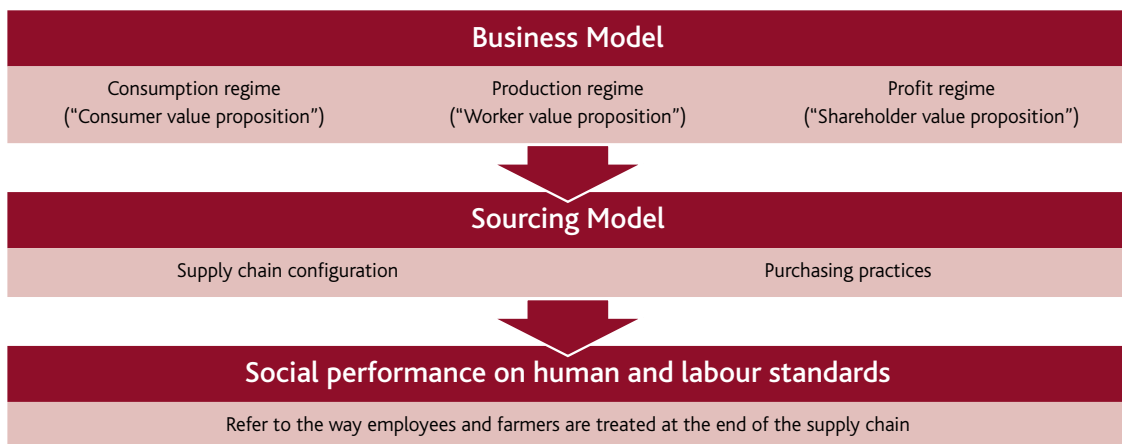 Business Model
Consumption regime
(“Consumer value proposition”)
Production regime
(“Worker value proposition”)
Profit regime
(“Shareholder value proposition”)
Sourcing Model
Supply chain configuration
Purchasing practices
Social performance on human and labour standards
Refer to the way employees and farmers are treated at the end of the supply chain